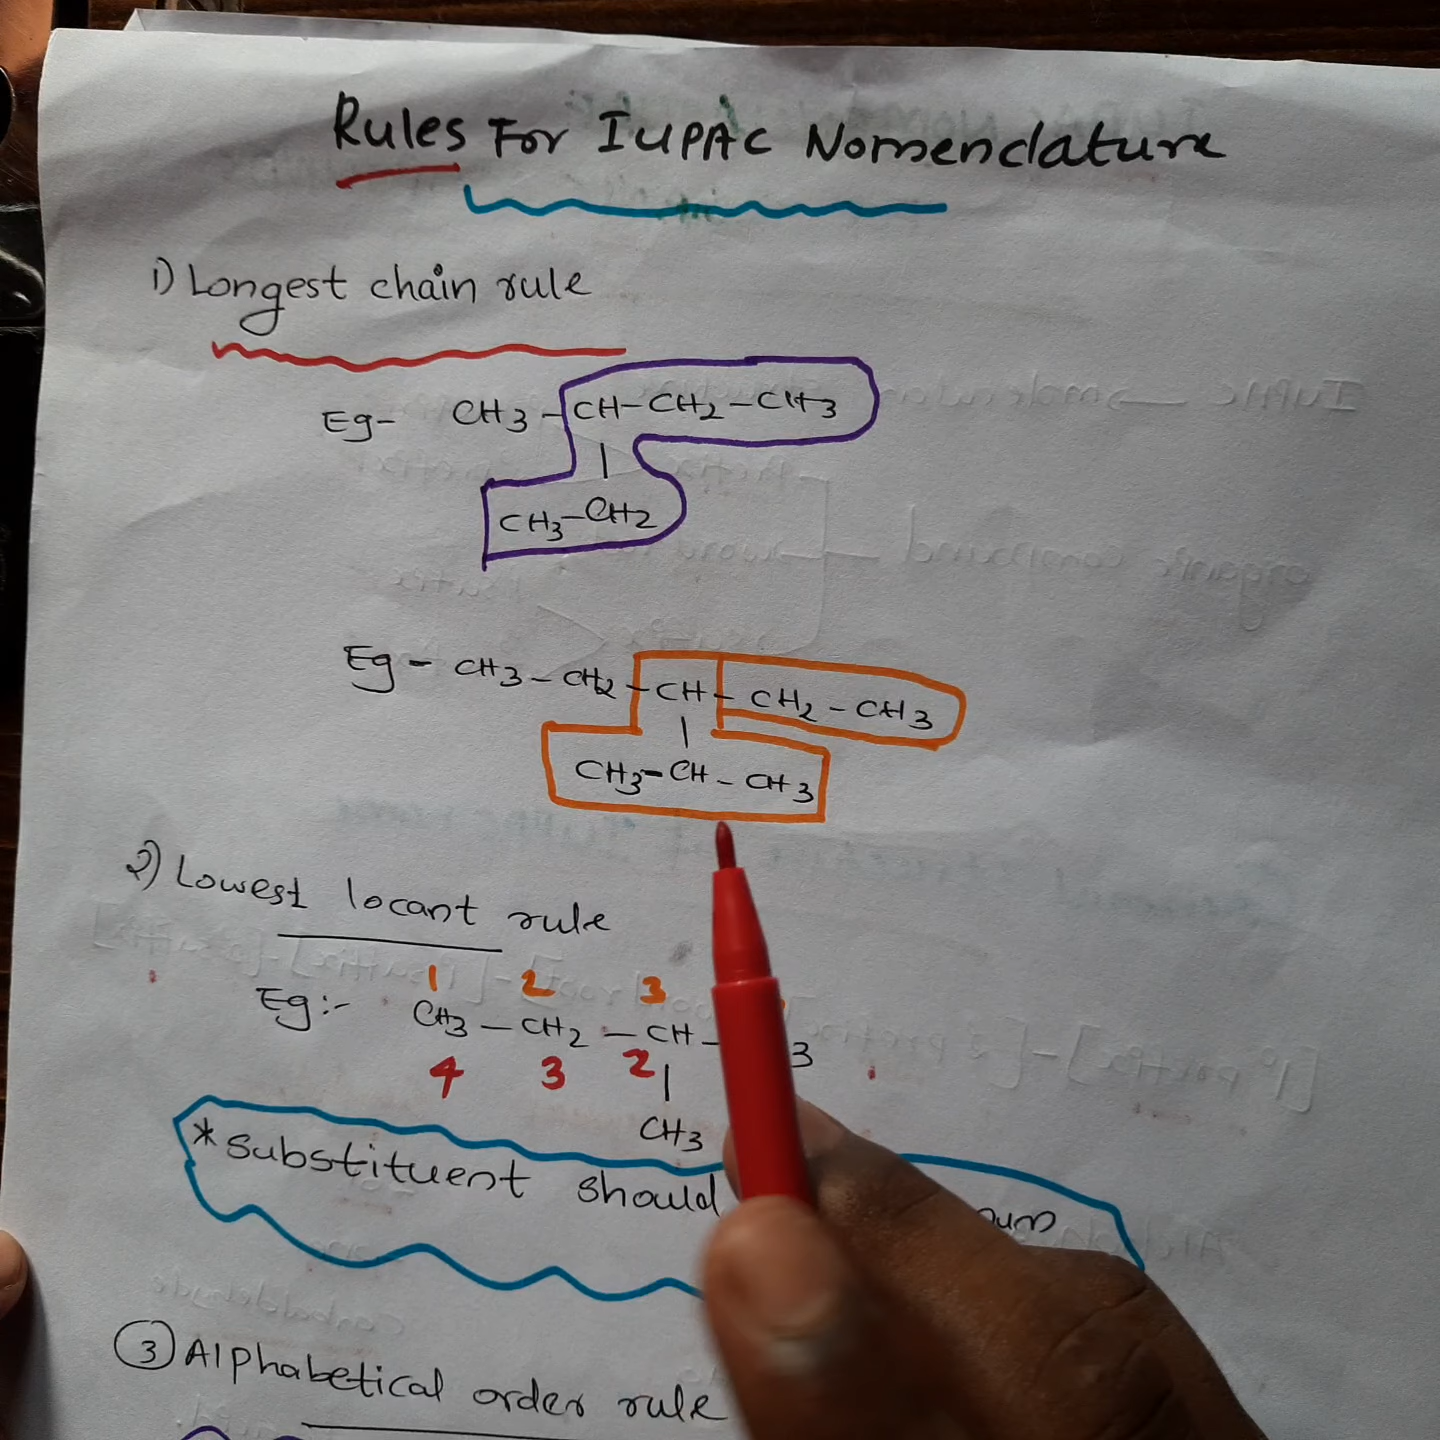 Rules For IUPAC Nomenclature
1) Longest chain rule
Eg- CH3 - CH - CH2 - CH3
|
CH3 - CH2
Eg - CH3 - CH2 - CH - CH2 - CH3
|
CH3 - CH - CH3
2) Lowest locant rule
1 2 3
Eg:- CH3 - CH2 - CH - 3
4 3 2 |
CH3
* Substituent should
3 Alphabetical order rule